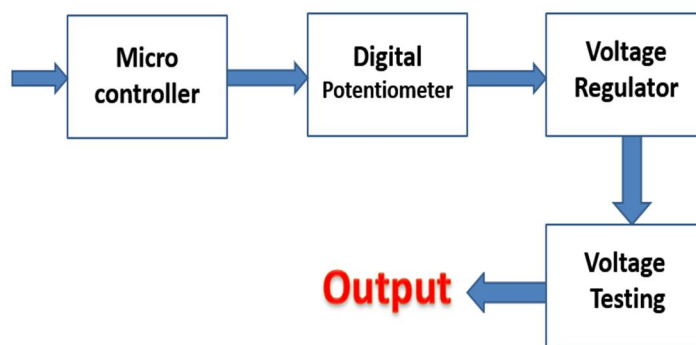 Micro
controller
Digital
Potentiometer
Voltage
Regulator
Voltage
Testing
Output